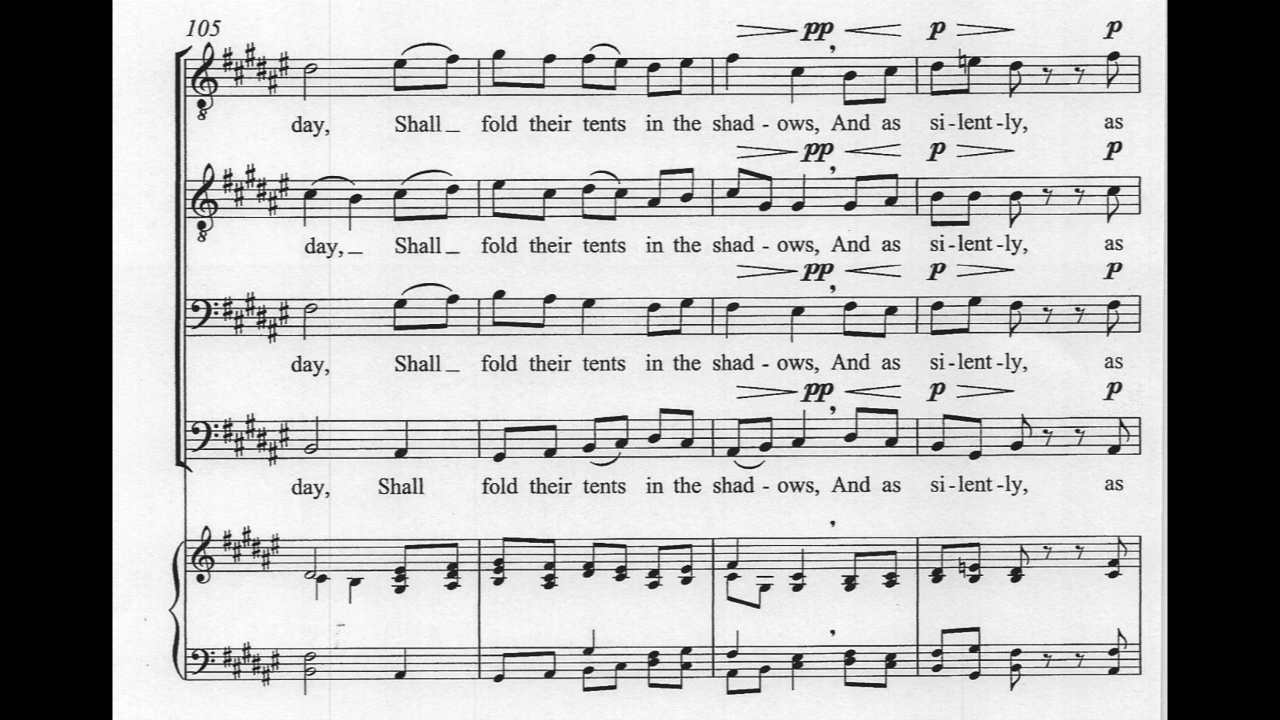 105
pp p p
day, Shall_ fold their tents in the shad - ows, And as si - lent - ly, as
pp p p
day,_ Shall_ fold their tents in the shad - ows, And as si - lent - ly, as
pp p p
day, Shall_ fold their tents in the shad - ows, And as si - lent - ly, as
pp p p
day, Shall fold their tents in the shad - ows, And as si - lent - ly, as